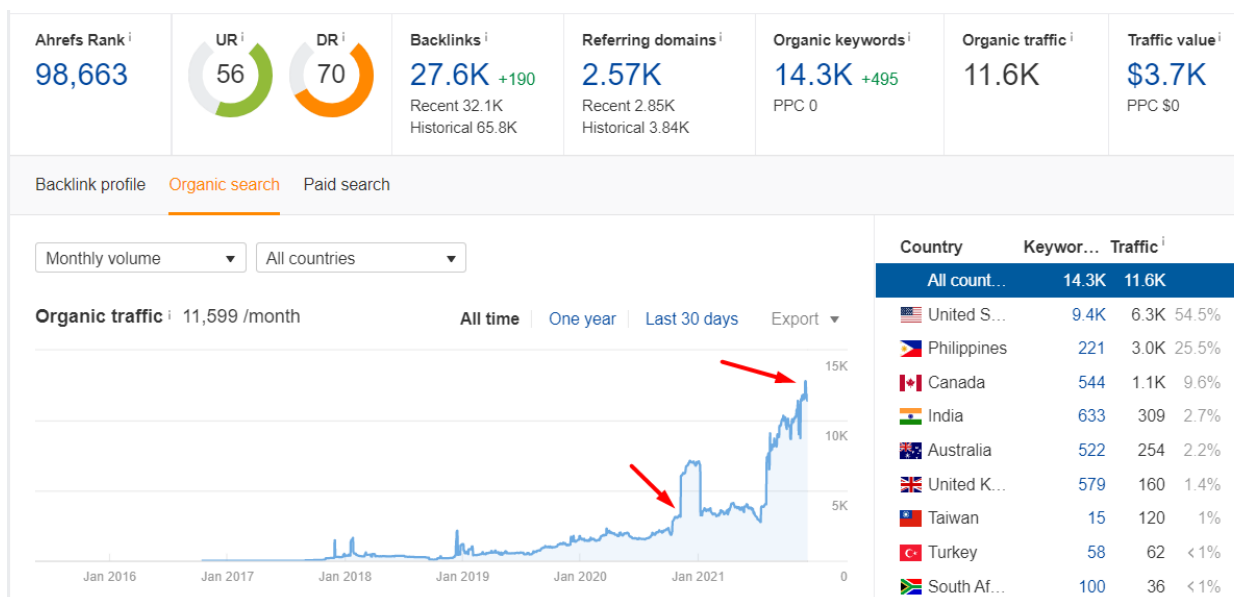 Ahrefs Rank i
98,663
UR i
56
DR i
70
Backlinks i
27.6K +190
Recent 32.1K
Historical 65.8K
Referring domains i
2.57K
Recent 2.85K
Historical 3.84K
Organic keywords i
14.3K +495
PPC 0
Organic traffic i
11.6K
Traffic value i
$3.7K
PPC $0
Backlink profile Organic search Paid search
Monthly volume All countries
Organic traffic i 11,599 /month All time One year Last 30 days Export
15K
10K
5K
0
Jan 2016 Jan 2017 Jan 2018 Jan 2019 Jan 2020 Jan 2021
Country Keywor... Traffic i
All count... 14.3K 11.6K
United S... 9.4K 6.3K 54.5%
Philippines 221 3.0K 25.5%
Canada 544 1.1K 9.6%
India 633 309 2.7%
Australia 522 254 2.2%
United K... 579 160 1.4%
Taiwan 15 120 1%
Turkey 58 62 <1%
South Af... 100 36 <1%